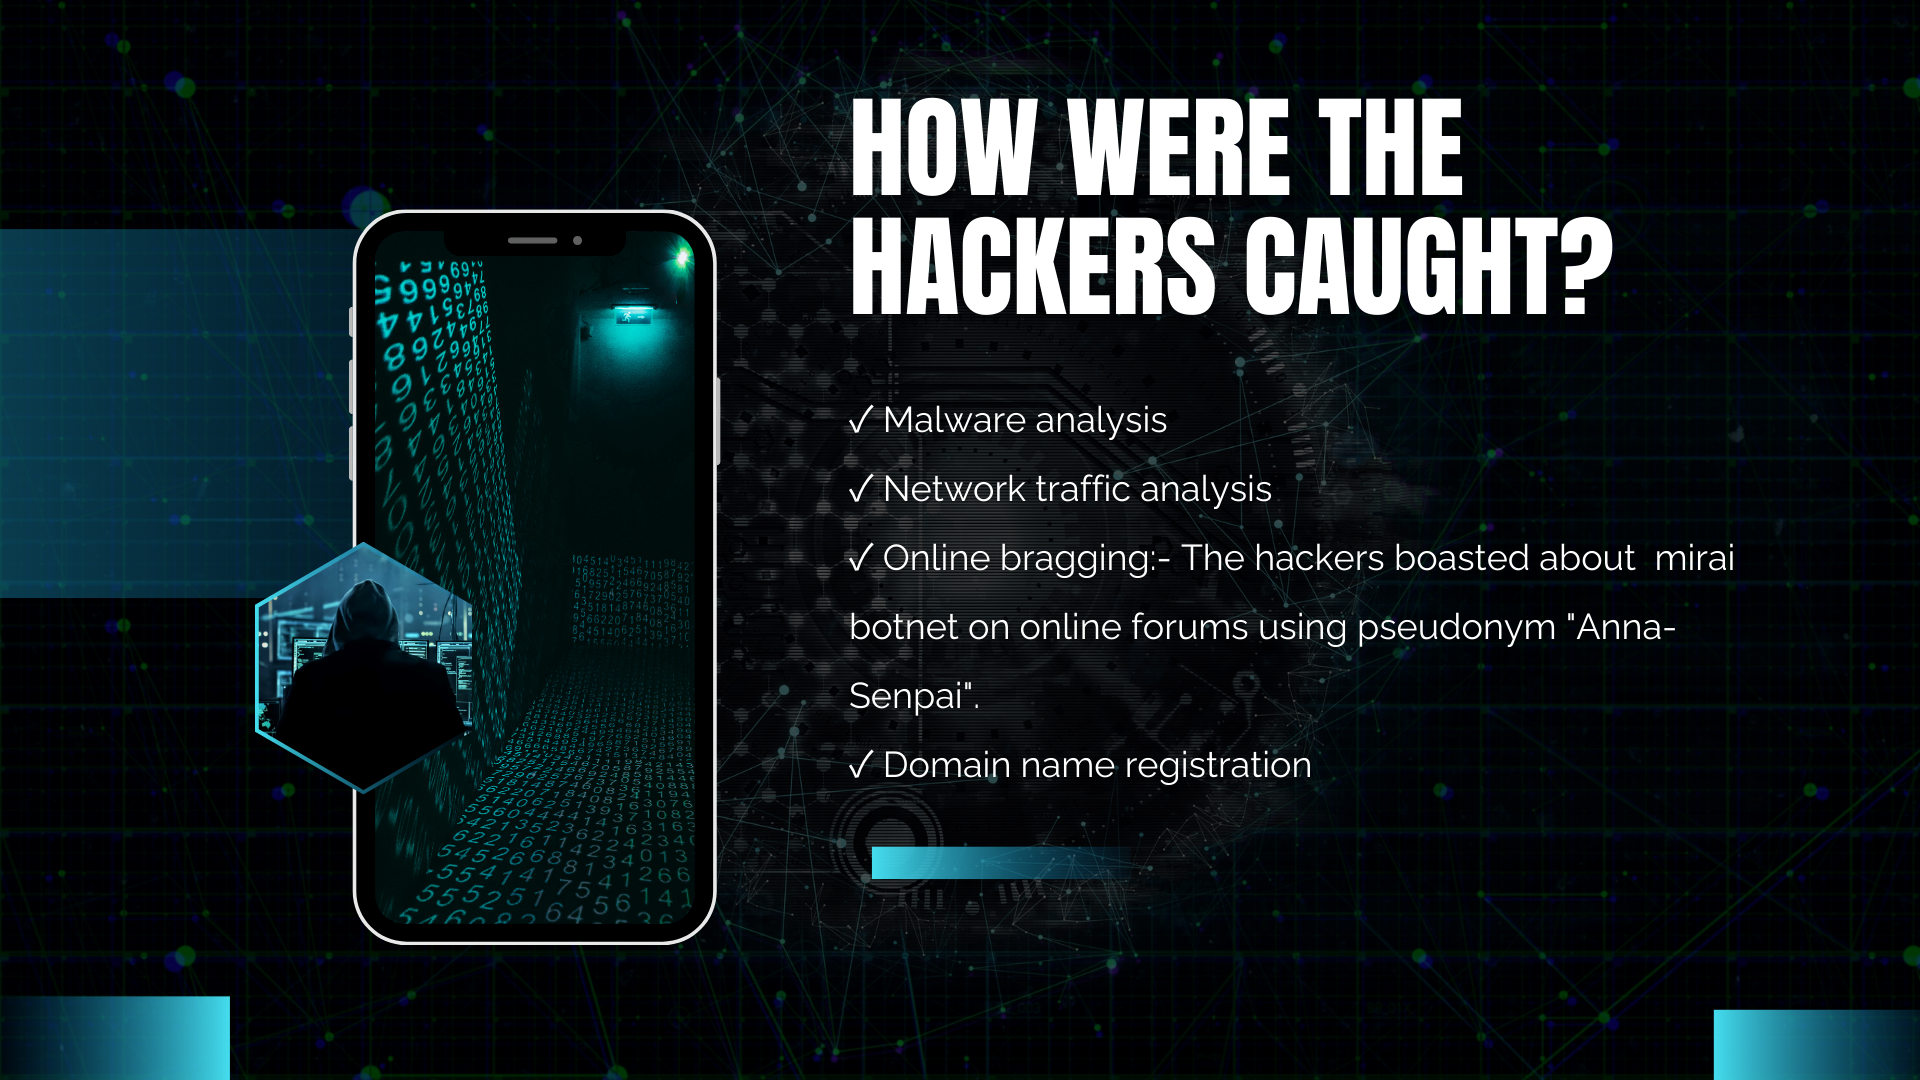 HOW WERE THE
HACKERS CAUGHT?
✓ Malware analysis
✓ Network traffic analysis
✓ Online bragging:- The hackers boasted about  mirai
botnet on online forums using pseudonym "Anna-
Senpai".
✓ Domain name registration